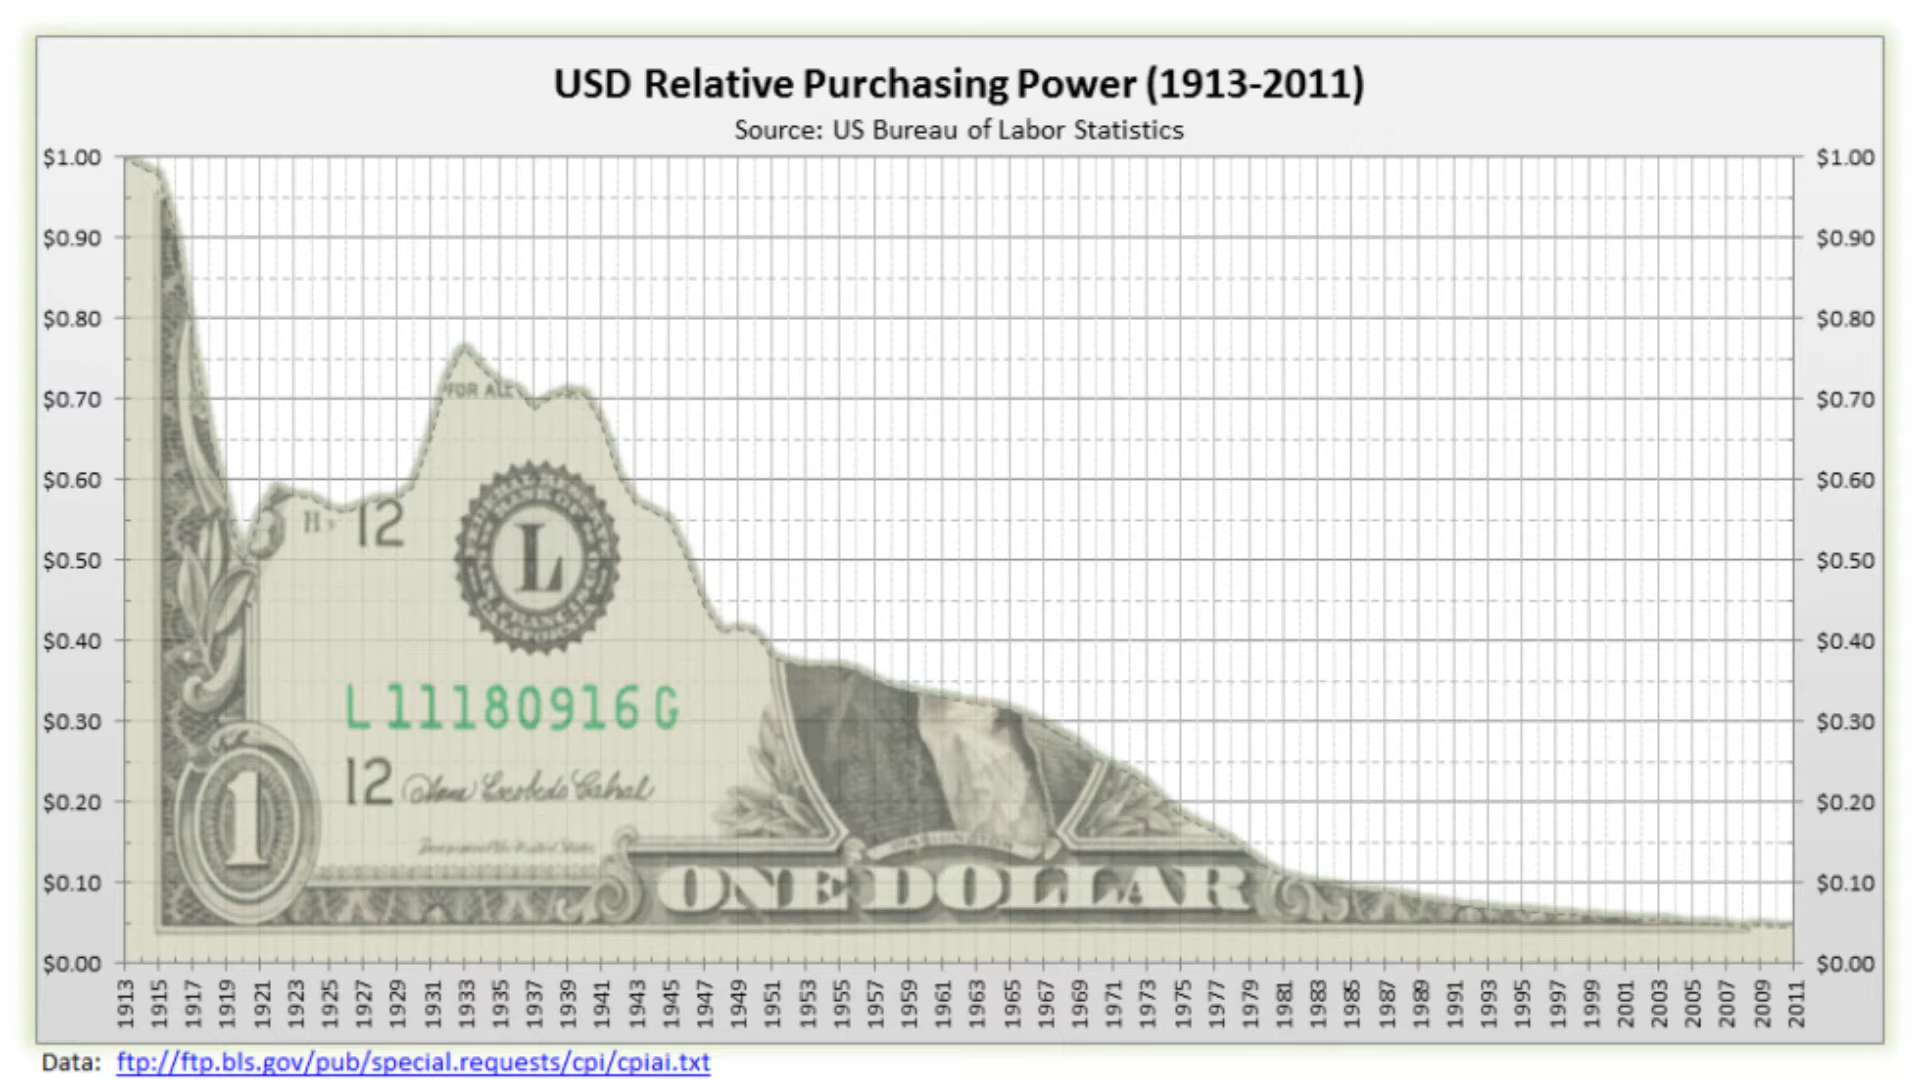 USD Relative Purchasing Power (1913-2011)
Source: US Bureau of Labor Statistics
$1.00 $1.00
$0.90 $0.90
$0.80 $0.80
$0.70 $0.70
$0.60 $0.60
$0.50 $0.50
$0.40 $0.40
$0.30 $0.30
$0.20 $0.20
$0.10 $0.10
$0.00 $0.00
FOR ALL
H 12
L
L11180916G
12
1
WASHINGTON
ONE DOLLAR
1913 1915 1917 1919 1921 1923 1925 1927 1929 1931 1933 1935 1937 1939 1941 1943 1945 1947 1949 1951 1953 1955 1957 1959 1961 1963 1965 1967 1969 1971 1973 1975 1977 1979 1981 1983 1985 1987 1989 1991 1993 1995 1997 1999 2001 2003 2005 2007 2009 2011
Data: ftp://ftp.bls.gov/pub/special.requests/cpi/cpiai.txt